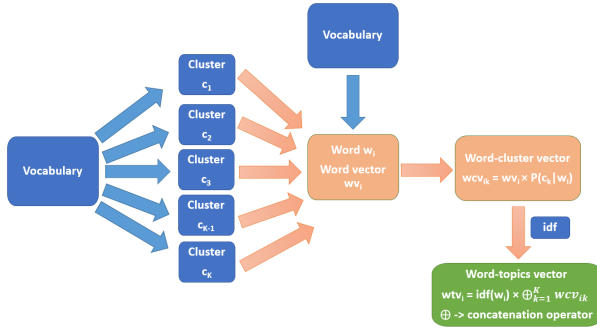 Vocabulary
Cluster
c₁
Cluster
c₂
Cluster
c₃
Cluster
cK-1
Cluster
cK
Vocabulary
Word wᵢ
Word vector
wvᵢ
Word-cluster vector
wcvᵢₖ = wvᵢ × P(cₖ|wᵢ)
idf
Word-topics vector
wtvᵢ = idf(wᵢ) × ⊕ᴷₖ₌₁ wcvᵢₖ
⊕ -> concatenation operator